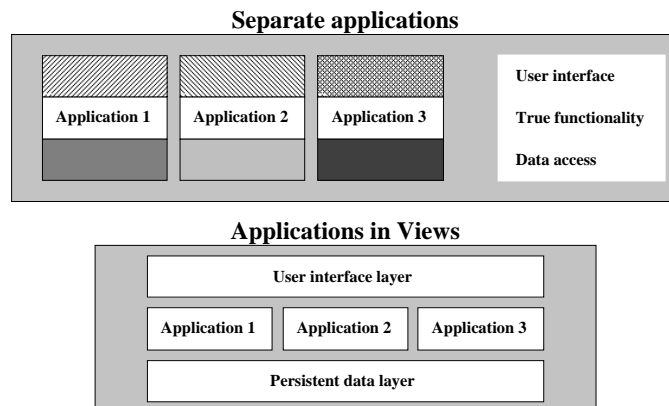 Separate applications
Application 1
Application 2
Application 3
User interface
True functionality
Data access
Applications in Views
User interface layer
Application 1
Application 2
Application 3
Persistent data layer